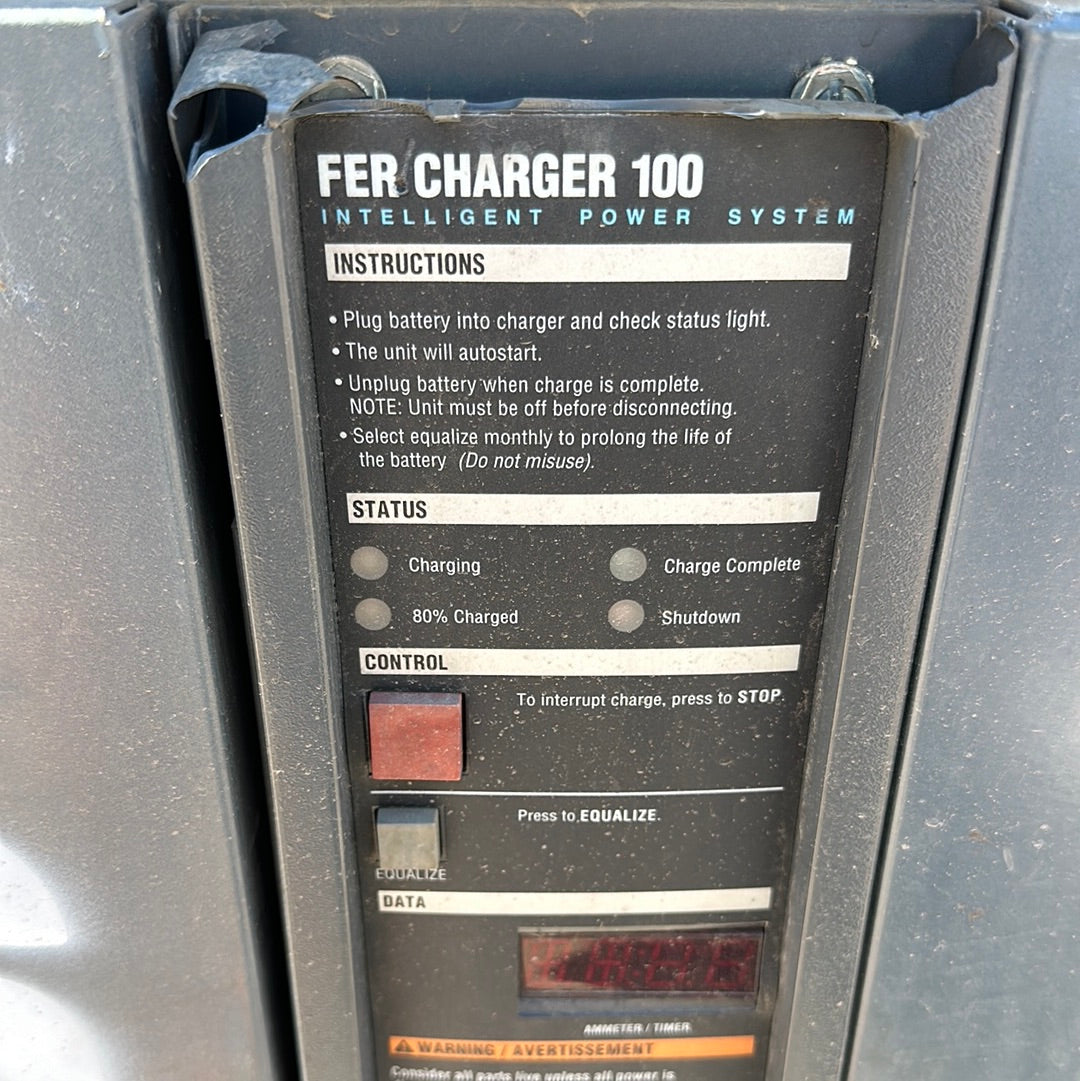 FER CHARGER 100
INTELLIGENT POWER SYSTEM
INSTRUCTIONS
• Plug battery into charger and check status light.
• The unit will autostart.
• Unplug battery when charge is complete.
NOTE: Unit must be off before disconnecting.
• Select equalize monthly to prolong the life of
the battery (Do not misuse).
STATUS
Charging
Charge Complete
80% Charged
Shutdown
CONTROL
To interrupt charge, press to STOP.
Press to EQUALIZE.
EQUALIZE
DATA
AMMETER / TIMER
WARNING / AVERTISSEMENT
Consider all parts live unless all power is